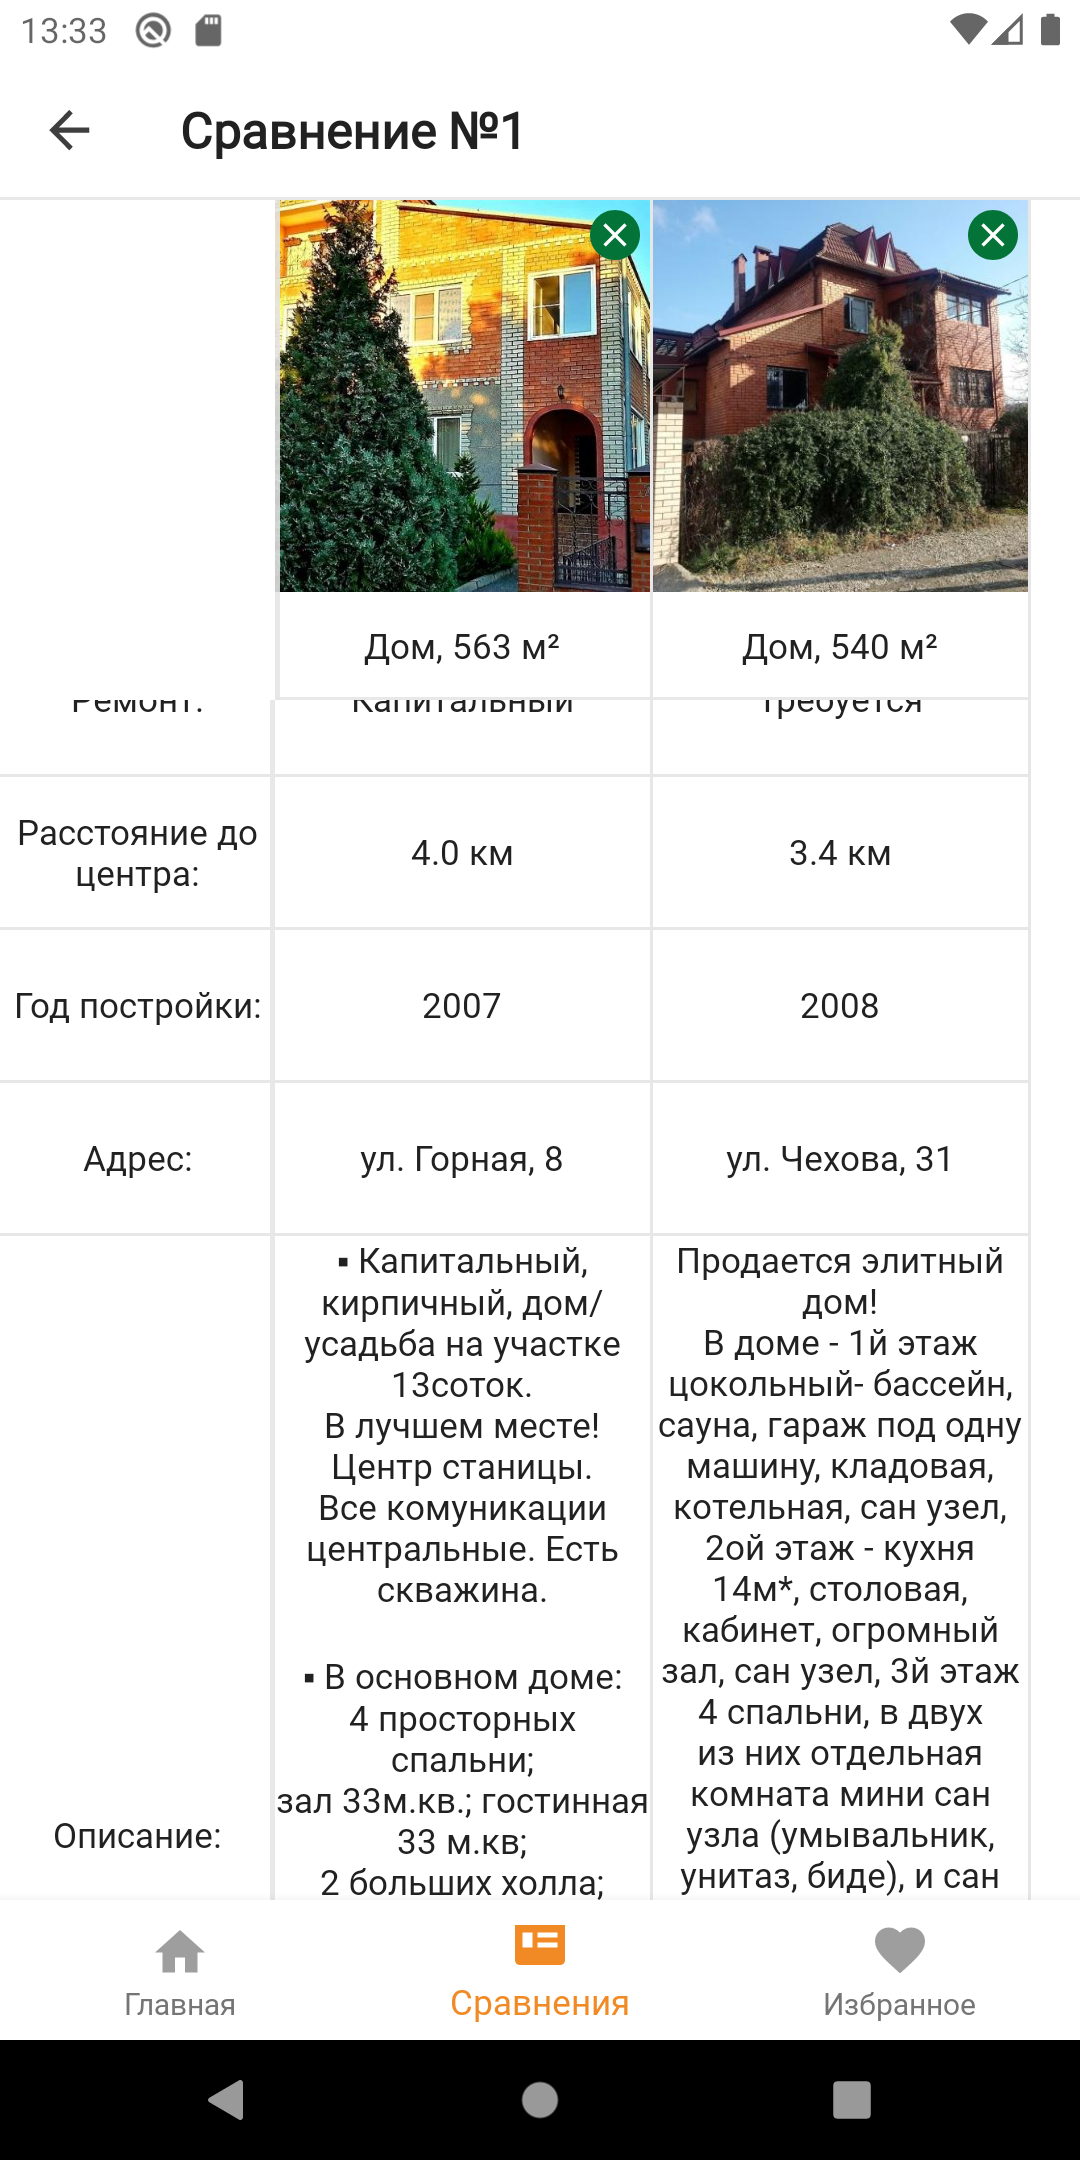 13:33
Сравнение №1
Дом, 563 м²
Дом, 540 м²
Ремонт:
Капитальный
Требуется
Расстояние до
центра:
4.0 км
3.4 км
Год постройки:
2007
2008
Адрес:
ул. Горная, 8
ул. Чехова, 31
Описание:
▪ Капитальный,
кирпичный, дом/
усадьба на участке
13соток.
В лучшем месте!
Центр станицы.
Все комуникации
центральные. Есть
скважина.
▪ В основном доме:
4 просторных
спальни;
зал 33м.кв.; гостинная
33 м.кв;
2 больших холла;
Продается элитный
дом!
В доме - 1й этаж
цокольный- бассейн,
сауна, гараж под одну
машину, кладовая,
котельная, сан узел,
2ой этаж - кухня
14м*, столовая,
кабинет, огромный
зал, сан узел, 3й этаж
4 спальни, в двух
из них отдельная
комната мини сан
узла (умывальник,
унитаз, биде), и сан
Главная
Сравнения
Избранное